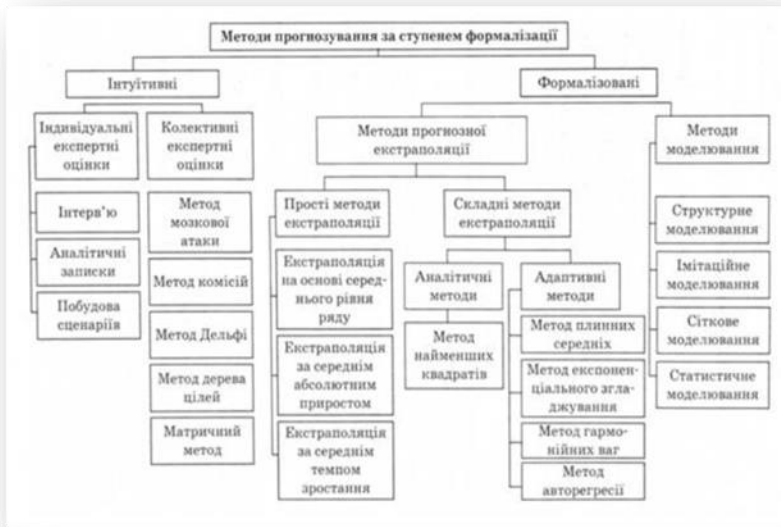 Методи прогнозування за ступенем формалізації
Інтуїтивні
Формалізовані
Індивідуальні
експертні
оцінки
Колективні
експертні
оцінки
Методи прогнозної
екстраполяції
Методи
моделювання
Інтерв'ю
Аналітичні
записки
Побудова
сценаріїв
Метод
мозкової
атаки
Метод комісій
Метод Дельфі
Метод дерева
цілей
Матричний
метод
Прості методи
екстраполяції
Складні методи
екстраполяції
Екстраполяція
на основі серед-
нього рівня
ряду
Екстраполяція
за середнім
абсолютним
приростом
Екстраполяція
за середнім
темпом
зростання
Аналітичні
методи
Метод
найменших
квадратів
Адаптивні
методи
Метод плинних
середніх
Метод експонен-
ціального згла-
джування
Метод гармо-
нійних ваг
Метод
авторегресії
Структурне
моделювання
Імітаційне
моделювання
Сіткове
моделювання
Статистичне
моделювання